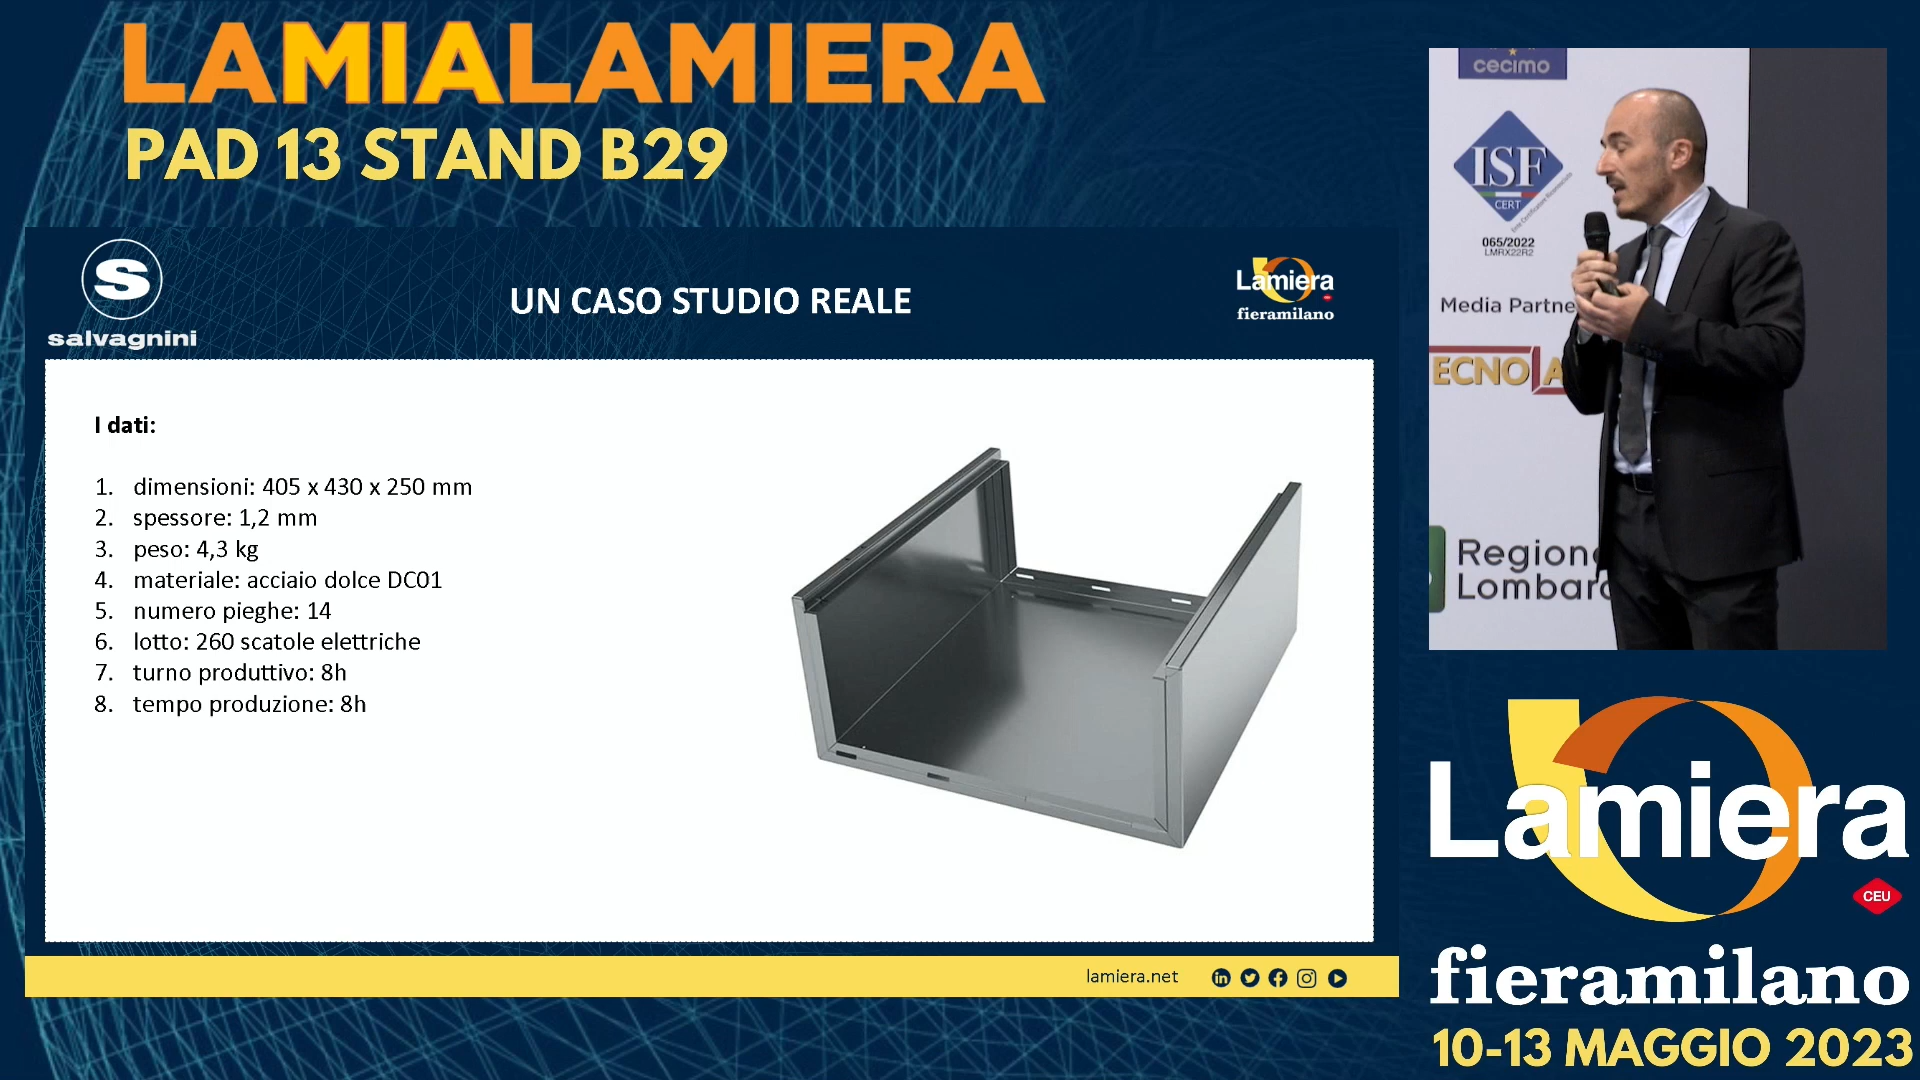 LAMIALAMIERA
PAD 13 STAND B29
S
salvagnini
UN CASO STUDIO REALE
Lamiera
fieramilano
I dati:
1. dimensioni: 405 x 430 x 250 mm
2. spessore: 1,2 mm
3. peso: 4,3 kg
4. materiale: acciaio dolce DC01
5. numero pieghe: 14
6. lotto: 260 scatole elettriche
7. turno produttivo: 8h
8. tempo produzione: 8h
lamiera.net
cecimo
ISF
CERT
065/2022
LMRX22R2
Media Partne
ECNOLA
Region
Lombar
Lamiera
CEU
fieramilano
10-13 MAGGIO 2023